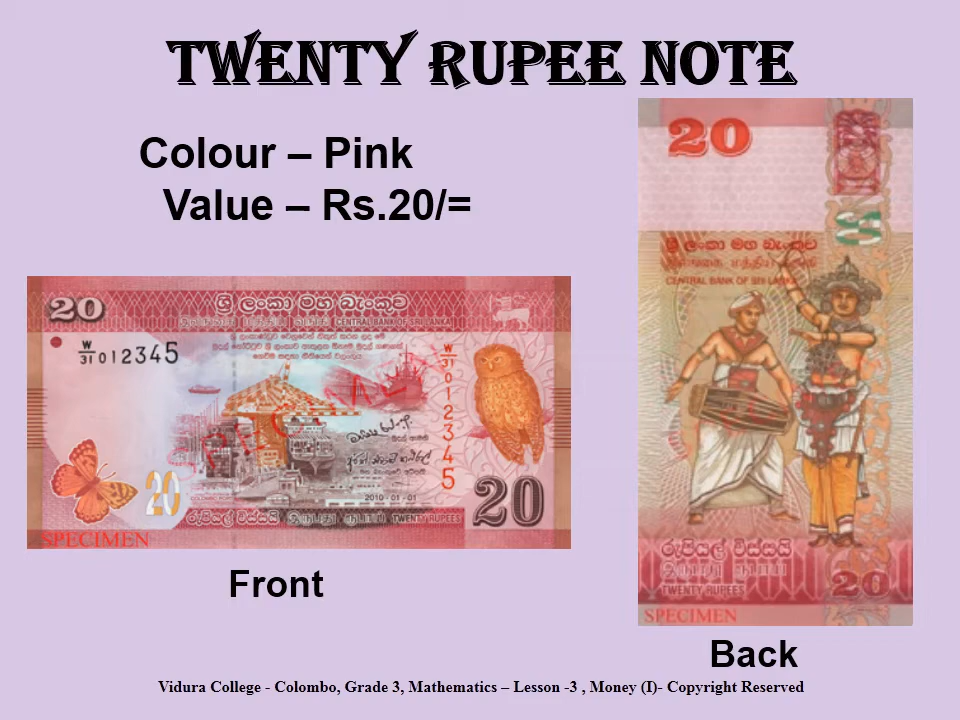 TWENTY RUPEE NOTE
Colour – Pink
Value – Rs.20/=
20
ශ්‍රී ලංකා මහ බැංකුව
CENTRAL BANK OF SRI LANKA
W/31 012345
W/31 012345
2010-01-01
20
20
රුපියල් විස්සයි
TWENTY RUPEES
SPECIMEN
Front
20
ශ්‍රී ලංකා මහ බැංකුව
CENTRAL BANK OF SRI LANKA
රුපියල් විස්සයි
TWENTY RUPEES
20
SPECIMEN
Back
Vidura College - Colombo, Grade 3, Mathematics – Lesson -3 , Money (I)- Copyright Reserved